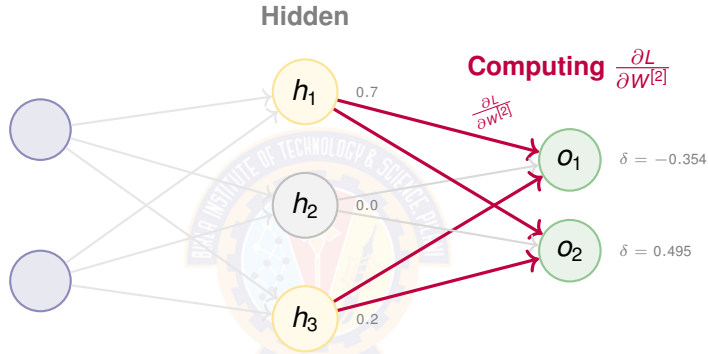 Hidden
Computing ∂L/∂W[2]
h1
0.7
∂L/∂W[2]
o1
δ = −0.354
h2
0.0
o2
δ = 0.495
h3
0.2